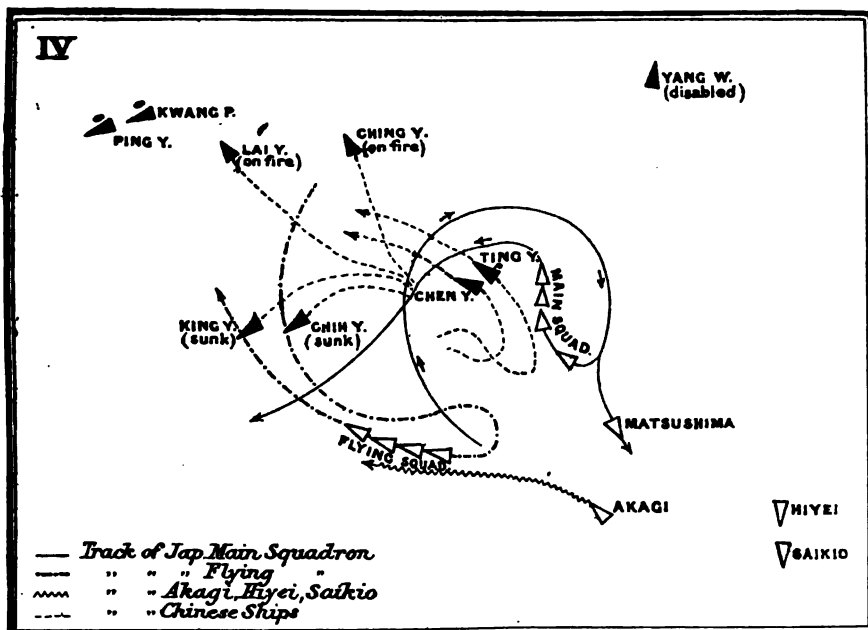 IV
YANG W.
(disabled)
KWANG P.
PING Y.
LAI Y.
(on fire)
CHING Y.
(on fire)
TING Y.
CHEN Y.
MAIN SQUAD.
KING Y.
(sunk)
CHIH Y.
(sunk)
MATSUSHIMA
FLYING SQUAD.
AKAGI
HIYEI
SAIKIO
Track of Jap Main Squadron
" " " Flying "
" " Akagi, Hiyei, Saikio
" " Chinese Ships